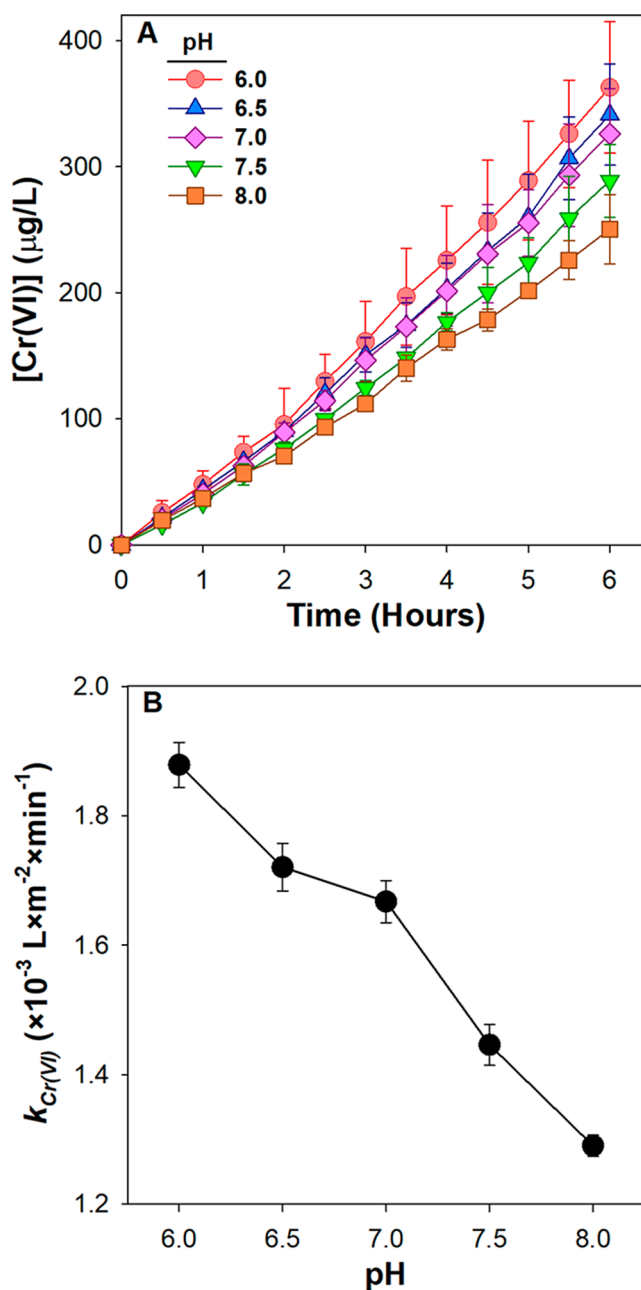 A
pH
6.0
6.5
7.0
7.5
8.0
400
300
200
100
0
[Cr(VI)] (μg/L)
0 1 2 3 4 5 6
Time (Hours)
B
2.0
1.8
1.6
1.4
1.2
k_Cr(VI) (×10⁻³ L×m⁻²×min⁻¹)
6.0 6.5 7.0 7.5 8.0
pH